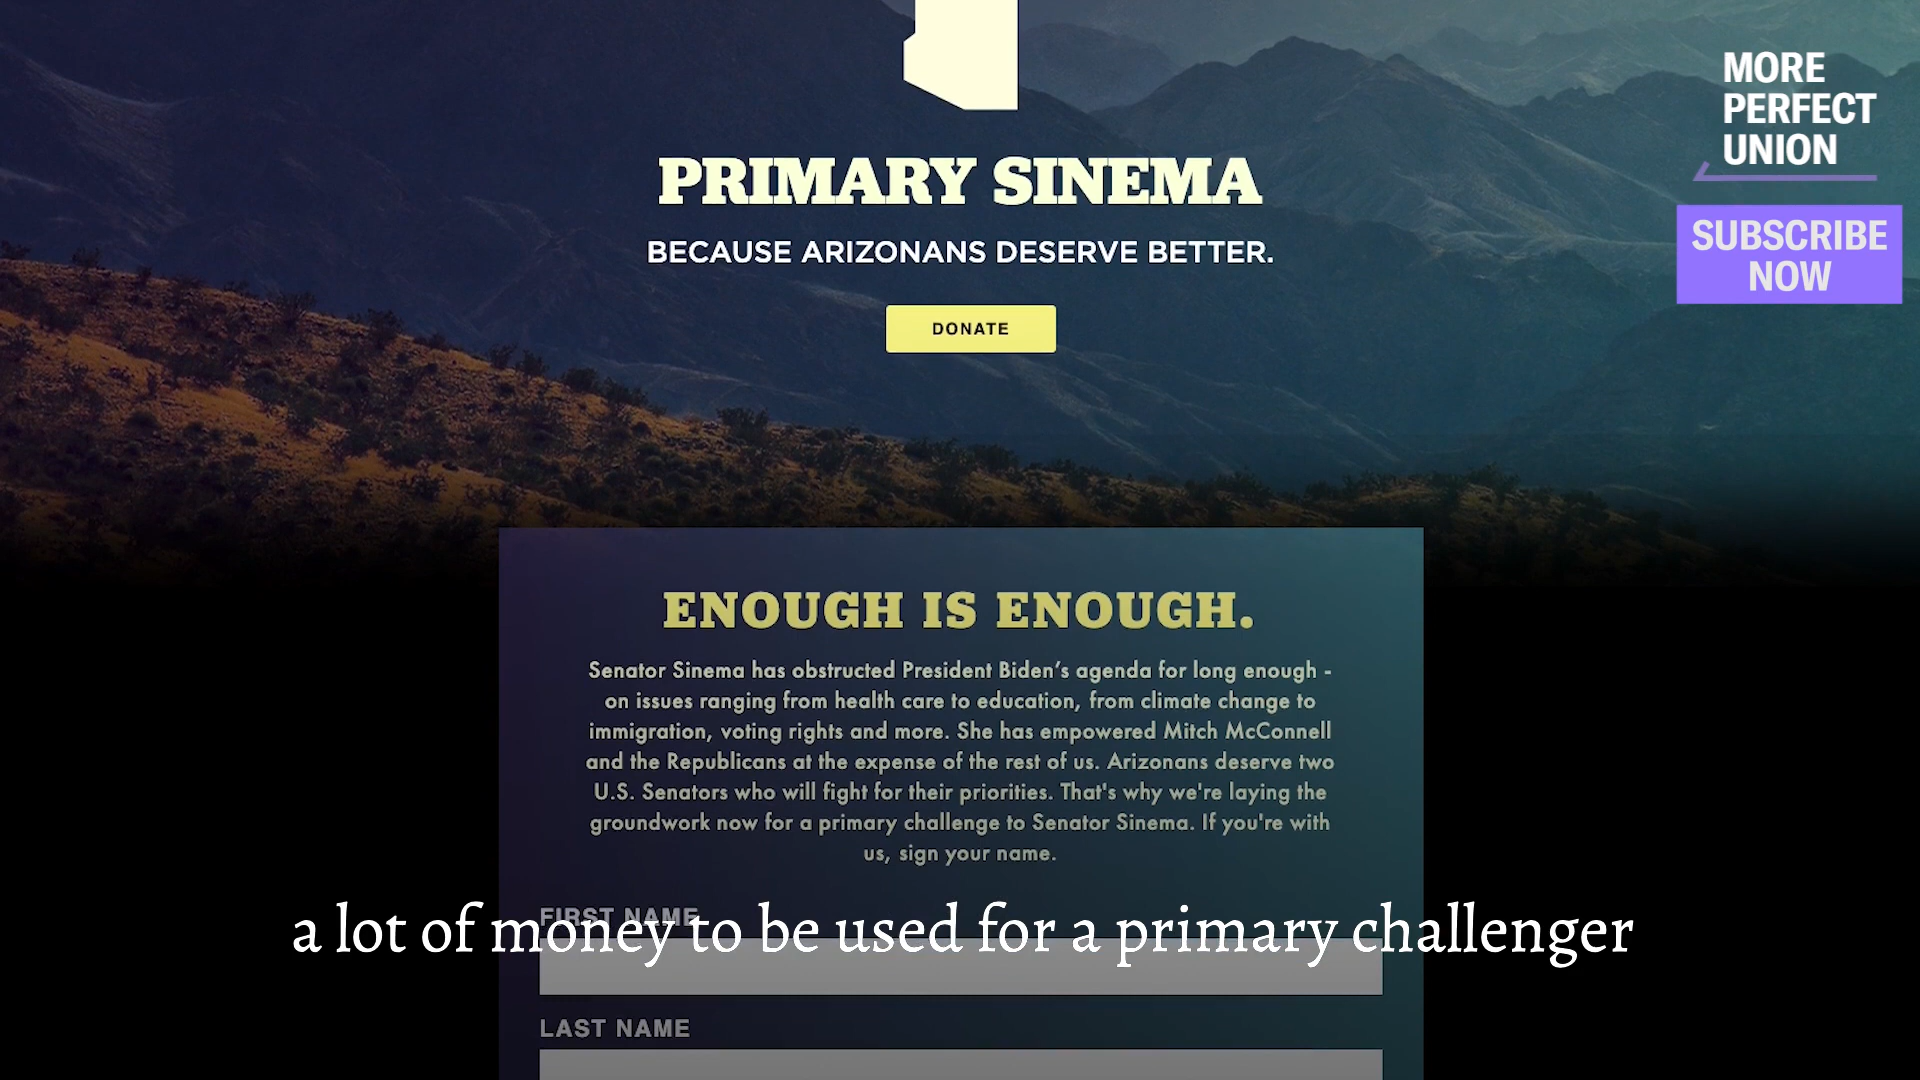 MORE
PERFECT
UNION
SUBSCRIBE
NOW
PRIMARY SINEMA
BECAUSE ARIZONANS DESERVE BETTER.
DONATE
ENOUGH IS ENOUGH.
Senator Sinema has obstructed President Biden's agenda for long enough -
on issues ranging from health care to education, from climate change to
immigration, voting rights and more. She has empowered Mitch McConnell
and the Republicans at the expense of the rest of us. Arizonans deserve two
U.S. Senators who will fight for their priorities. That's why we're laying the
groundwork now for a primary challenge to Senator Sinema. If you're with
us, sign your name.
FIRST NAME
a lot of money to be used for a primary challenger
LAST NAME